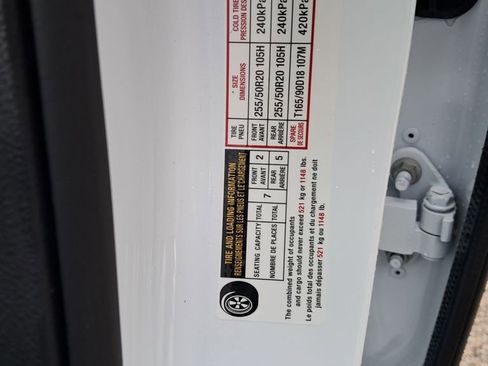 TIRE AND LOADING INFORMATION
RENSEIGNEMENTS SUR LES PNEUS ET LE CHARGEMENT
SEATING CAPACITY TOTAL 7 FRONT 2 REAR 5
NOMBRE DE PLACES TOTAL AVANT ARRIÈRE
The combined weight of occupants
and cargo should never exceed 521 kg or 1148 lbs.
Le poids total des occupants et du chargement ne doit
jamais dépasser 521 kg ou 1148 lb.
TIRE SIZE COLD TIRE
PNEU DIMENSIONS PRESSION DES
FRONT 255/50R20 105H 240kPa
AVANT
REAR 255/50R20 105H 240kPa
ARRIÈRE
SPARE T165/90D18 107M 420kPa
DE SECOURS